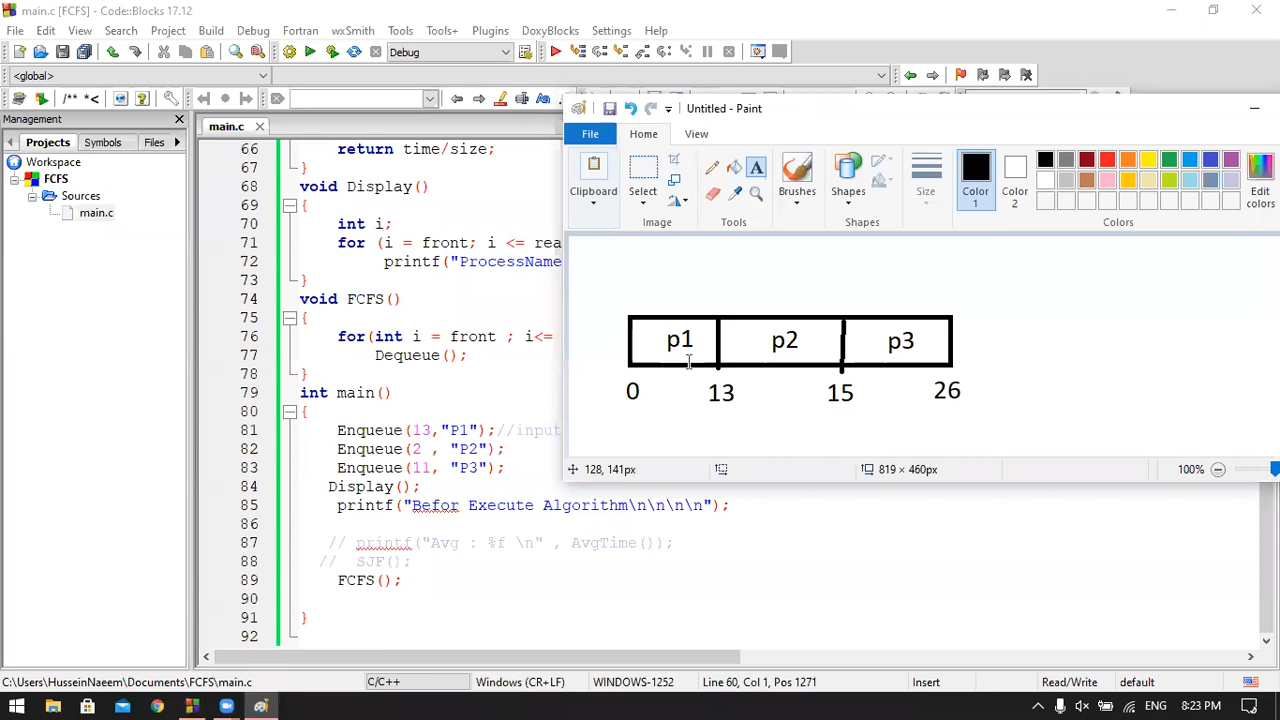 main.c [FCFS] - Code::Blocks 17.12
File Edit View Search Project Build Debug Fortran wxSmith Tools Tools+ Plugins DoxyBlocks Settings Help
Debug
<global>
/** *<
Management
Projects Symbols Files
Workspace
FCFS
Sources
main.c
main.c
66 return time/size;
67 }
68 void Display()
69 {
70 int i;
71 for (i = front; i <= rea
72 printf("ProcessName
73 }
74 void FCFS()
75 {
76 for(int i = front ; i<=
77 Dequeue();
78 }
79 int main()
80 {
81 Enqueue(13,"P1");//input
82 Enqueue(2 , "P2");
83 Enqueue(11, "P3");
84 Display();
85 printf("Befor Execute Algorithm\n\n\n\n");
86
87 // printf("Avg : %f \n" , AvgTime());
88 // SJF();
89 FCFS();
90
91 }
92
Untitled - Paint
File Home View
Clipboard
Select
Image
Tools
Brushes
Shapes
Shapes
Size
Color 1
Color 2
Edit colors
Colors
p1 p2 p3
0 13 15 26
128, 141px
819 × 460px
100%
C:\Users\HusseinNaeem\Documents\FCFS\main.c C/C++ Windows (CR+LF) WINDOWS-1252 Line 60, Col 1, Pos 1271 Insert Read/Write default
ENG 8:23 PM